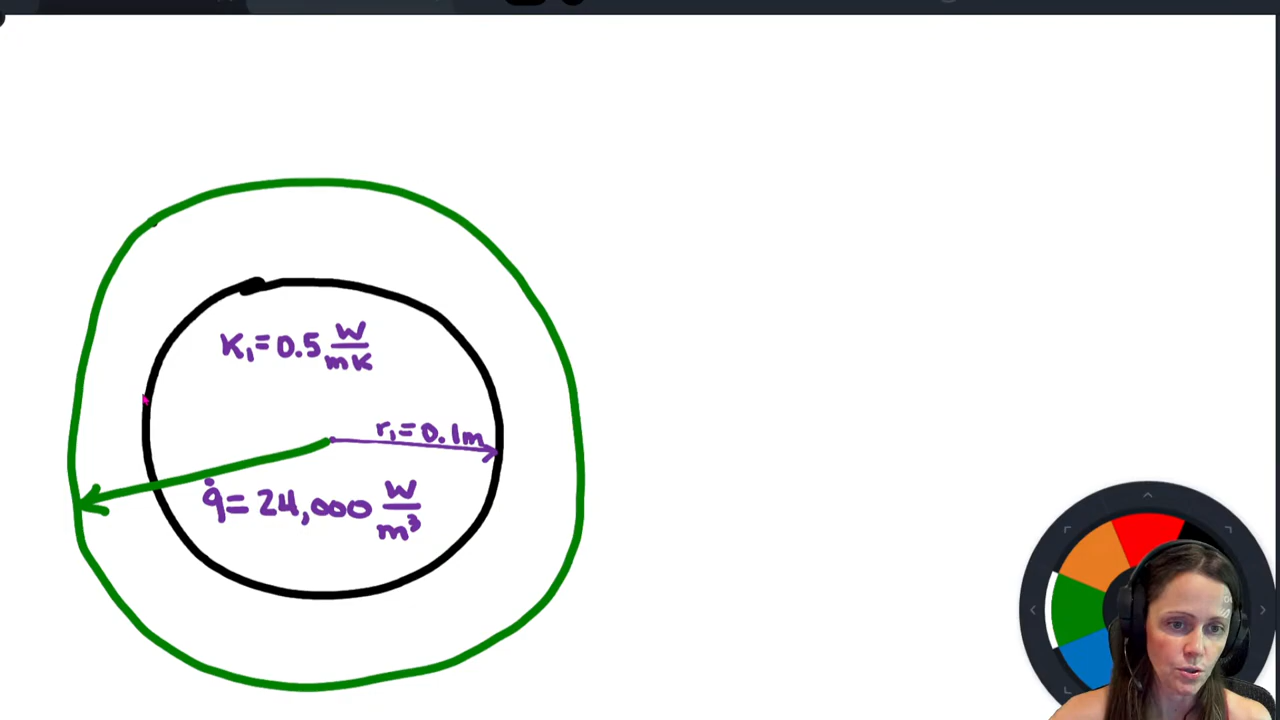 K₁ = 0.5 W/mK
r₁ = 0.1m
q̇ = 24,000 W/m³